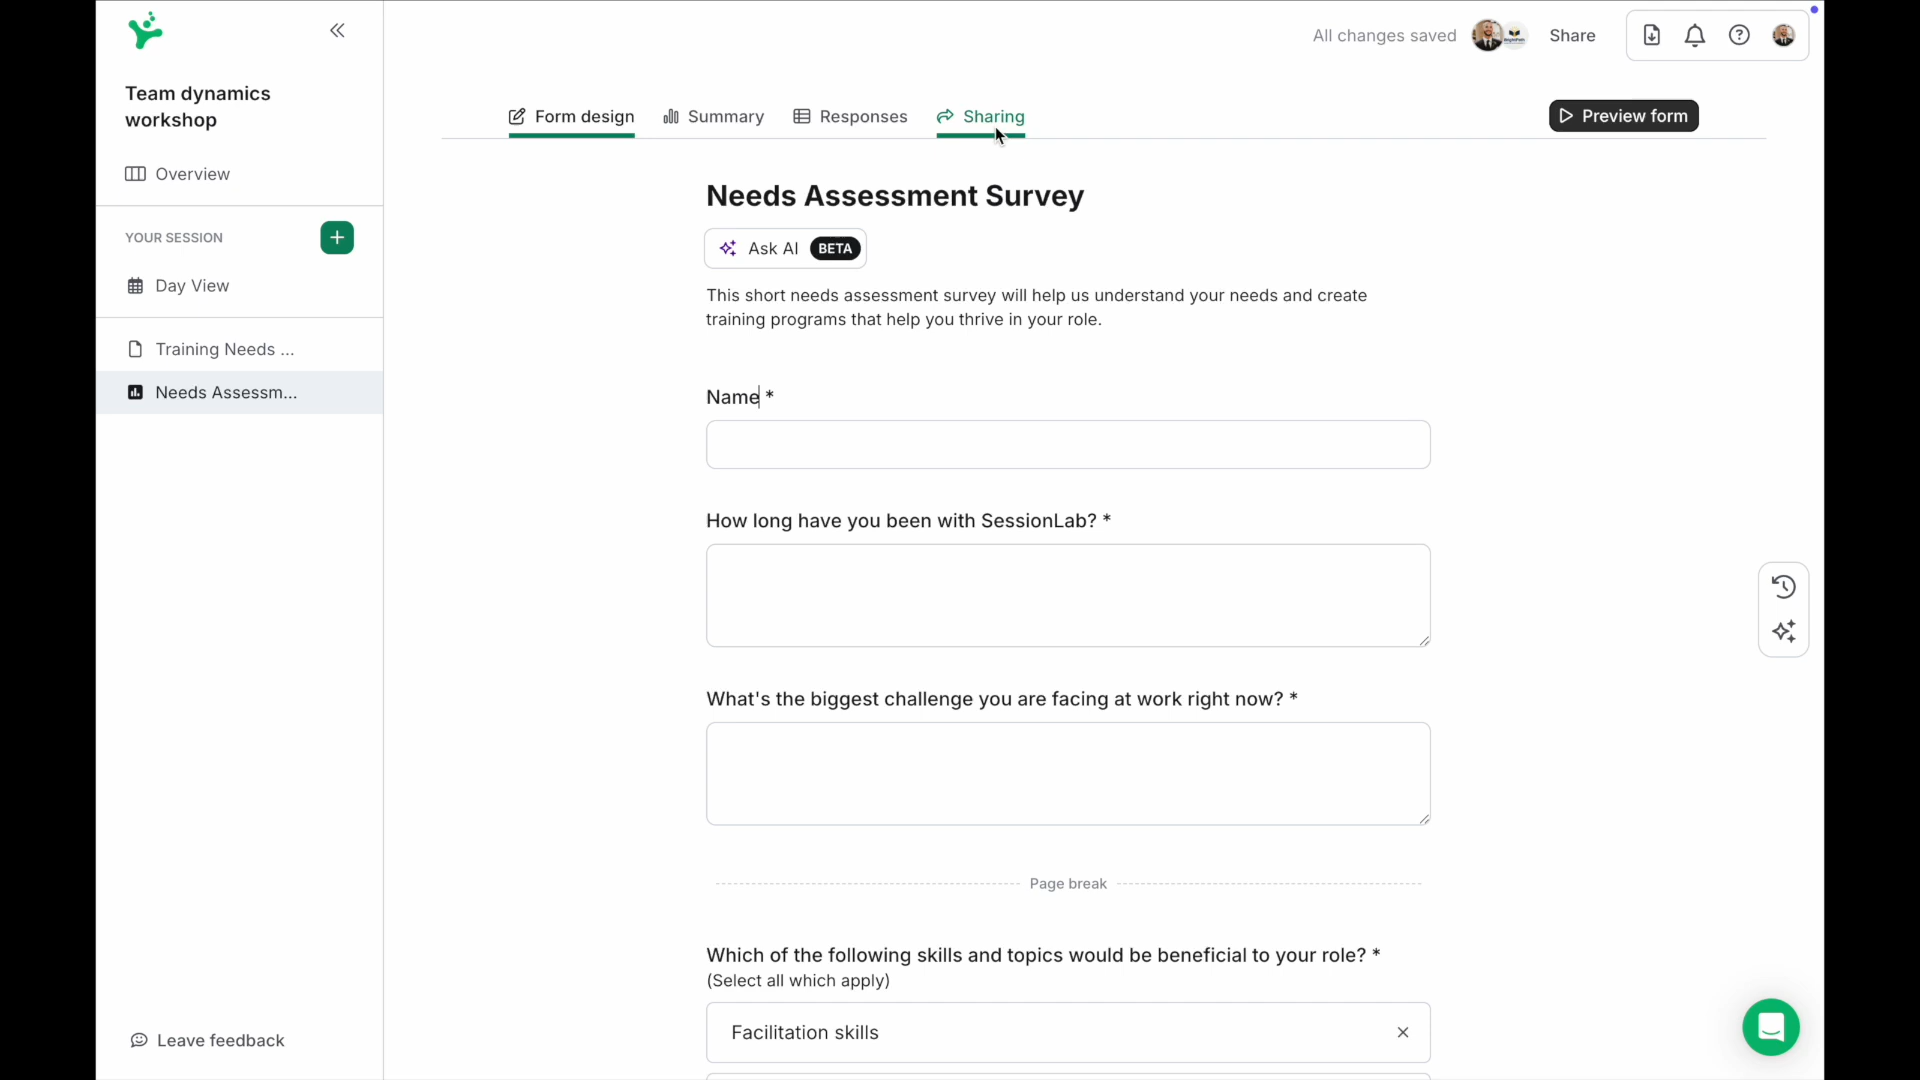 Team dynamics
workshop
Overview
YOUR SESSION
Day View
Training Needs ...
Needs Assessm...
Leave feedback
All changes saved
Share
Form design
Summary
Responses
Sharing
Preview form
Needs Assessment Survey
Ask AI BETA
This short needs assessment survey will help us understand your needs and create
training programs that help you thrive in your role.
Name *
How long have you been with SessionLab? *
What's the biggest challenge you are facing at work right now? *
Page break
Which of the following skills and topics would be beneficial to your role? *
(Select all which apply)
Facilitation skills